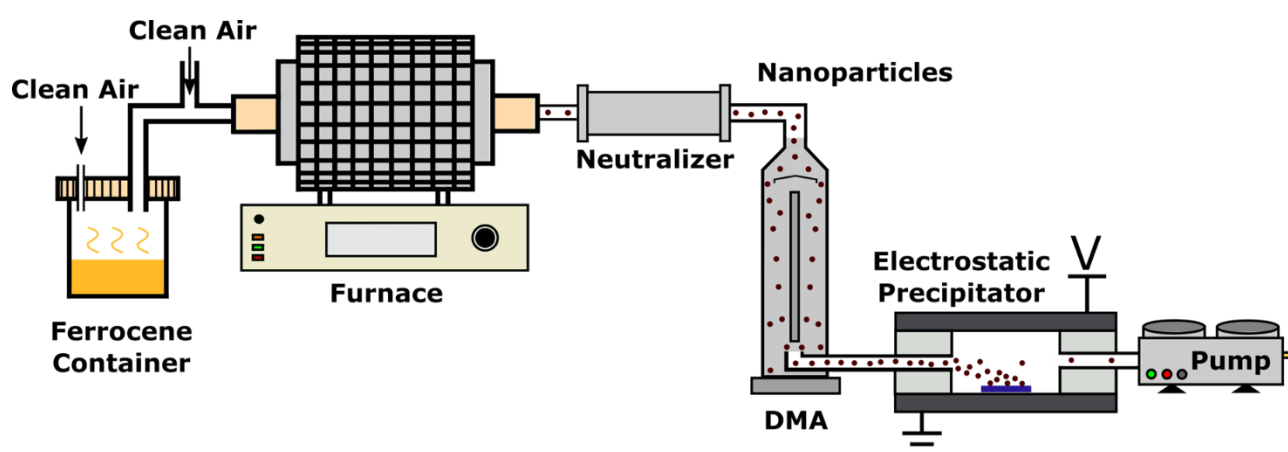 Clean Air
Clean Air
Nanoparticles
Neutralizer
Furnace
Ferrocene
Container
Electrostatic
Precipitator
V
Pump
DMA